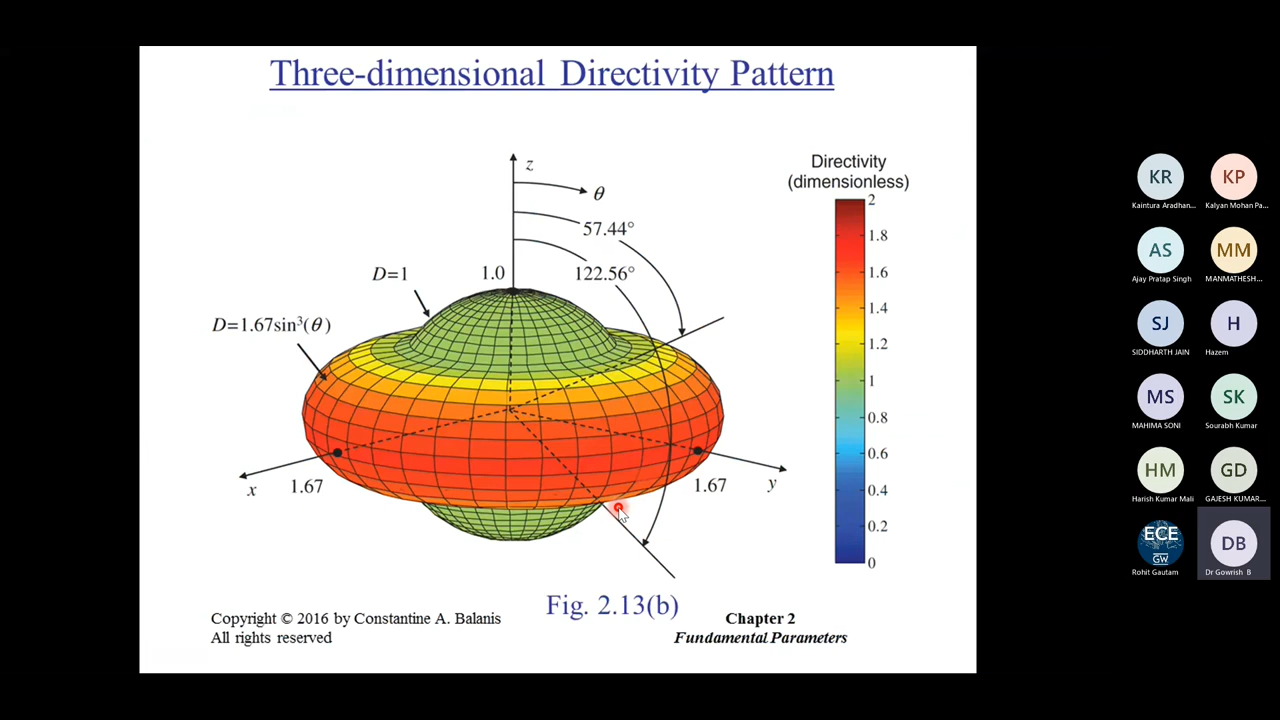 Three-dimensional Directivity Pattern
z
θ
57.44°
122.56°
1.0
D=1
D=1.67sin³(θ)
x
1.67
1.67
y
Directivity
(dimensionless)
2
1.8
1.6
1.4
1.2
1
0.8
0.6
0.4
0.2
0
Fig. 2.13(b)
Copyright © 2016 by Constantine A. Balanis
All rights reserved
Chapter 2
Fundamental Parameters
KR
Kaintura Aradhan...
KP
Kalyan Mohan Pa...
AS
Ajay Pratap Singh
MM
MANMATHESH...
SJ
SIDDHARTH JAIN
H
Hazem
MS
MAHIMA SONI
SK
Sourabh Kumar
HM
Harish Kumar Mali
GD
GAJESH KUMAR...
ECE
GW
Rohit Gautam
DB
Dr Gowrish B